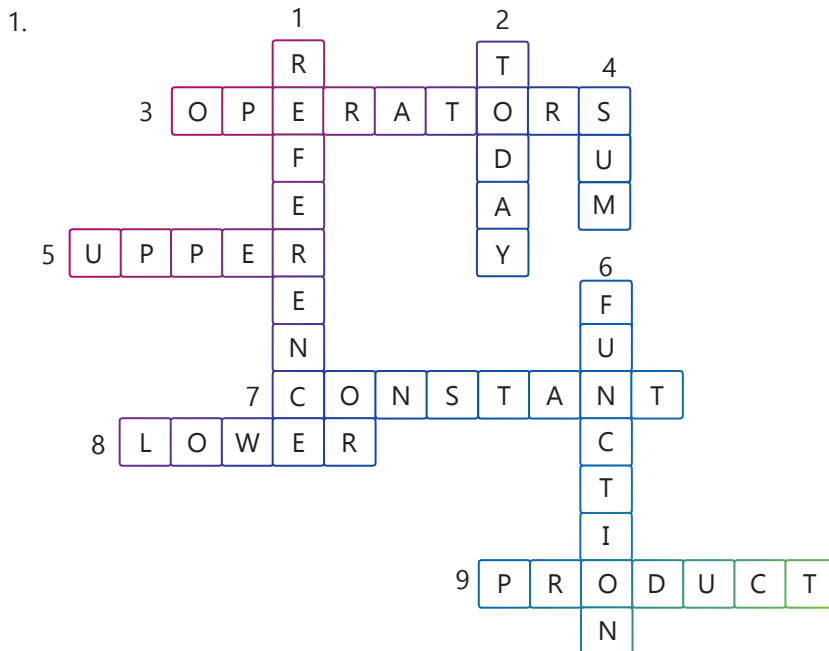 1.
1 2
R T 4
3 O P E R A T O R S
F D U
E A M
5 U P P E R Y
E 6
F
N U
7 C O N S T A N T
8 L O W E R C
T
I
9 P R O D U C T
N